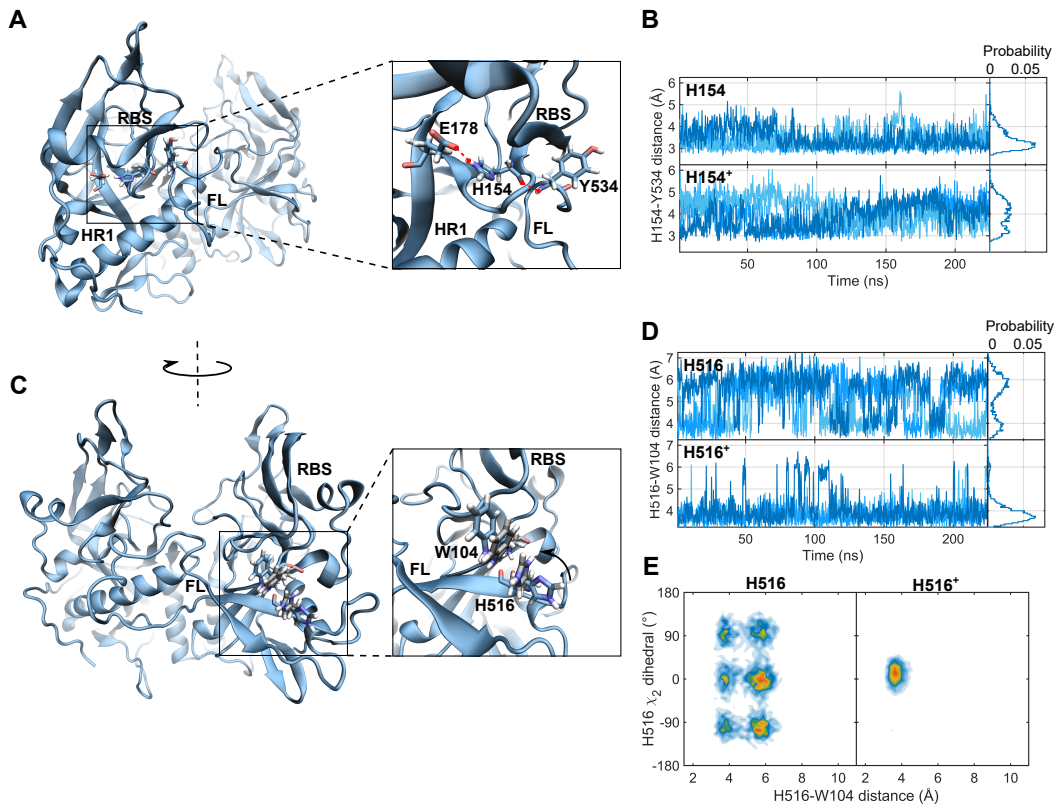 A
RBS
FL
HR1
E178
RBS
H154
Y534
HR1
FL
B
Probability
0 0.05
H154
6
5
4
3
H154⁺
6
5
4
3
H154-Y534 distance (Å)
50 100 150 200
Time (ns)
C
RBS
FL
RBS
W104
FL
H516
D
Probability
0 0.05
H516
7
6
5
4
H516⁺
7
6
5
4
H516-W104 distance (Å)
50 100 150 200
Time (ns)
E
H516 H516⁺
180
90
0
-90
-180
H516 χ₂ dihedral (°)
2 4 6 8 10 2 4 6 8 10
H516-W104 distance (Å)